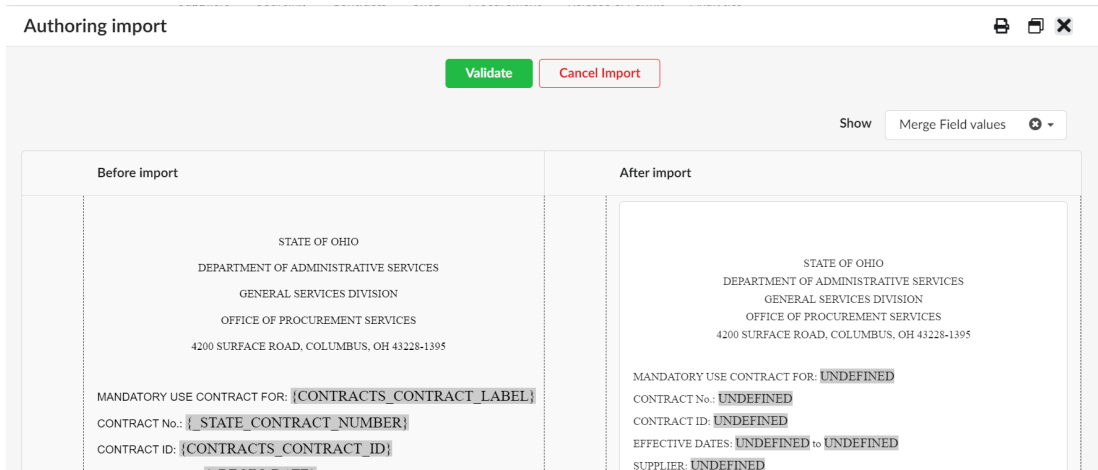 Authoring import
Validate
Cancel Import
Show
Merge Field values
Before import
After import
STATE OF OHIO
DEPARTMENT OF ADMINISTRATIVE SERVICES
GENERAL SERVICES DIVISION
OFFICE OF PROCUREMENT SERVICES
4200 SURFACE ROAD, COLUMBUS, OH 43228-1395
MANDATORY USE CONTRACT FOR: {CONTRACTS_CONTRACT_LABEL}
CONTRACT No.: {_STATE_CONTRACT_NUMBER}
CONTRACT ID: {CONTRACTS_CONTRACT_ID}
STATE OF OHIO
DEPARTMENT OF ADMINISTRATIVE SERVICES
GENERAL SERVICES DIVISION
OFFICE OF PROCUREMENT SERVICES
4200 SURFACE ROAD, COLUMBUS, OH 43228-1395
MANDATORY USE CONTRACT FOR: UNDEFINED
CONTRACT No.: UNDEFINED
CONTRACT ID: UNDEFINED
EFFECTIVE DATES: UNDEFINED to UNDEFINED
SUPPLIER: UNDEFINED